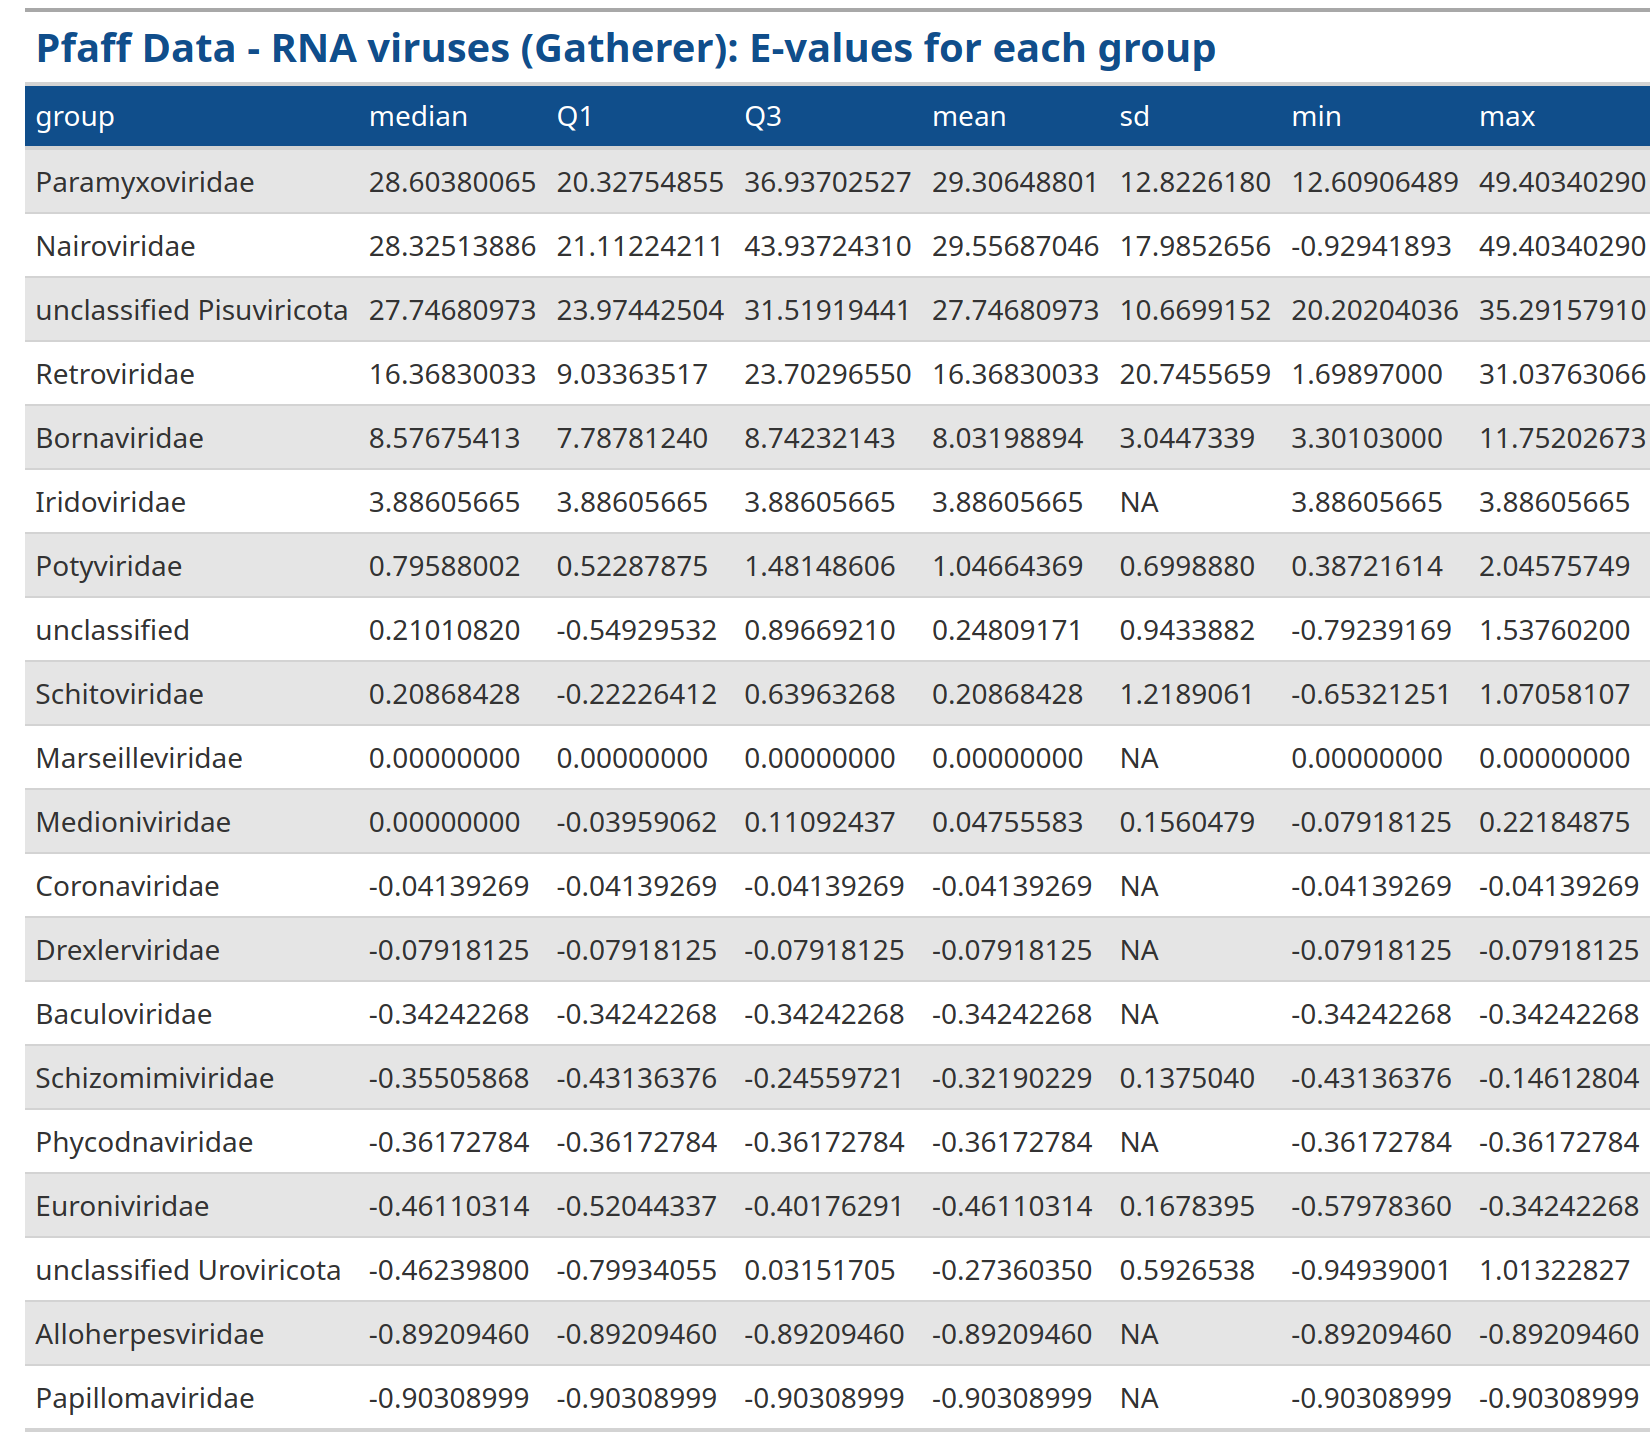 Pfaff Data - RNA viruses (Gatherer): E-values for each group
group median Q1 Q3 mean sd min max
Paramyxoviridae 28.60380065 20.32754855 36.93702527 29.30648801 12.8226180 12.60906489 49.40340290
Nairoviridae 28.32513886 21.11224211 43.93724310 29.55687046 17.9852656 -0.92941893 49.40340290
unclassified Pisuviricota 27.74680973 23.97442504 31.51919441 27.74680973 10.6699152 20.20204036 35.29157910
Retroviridae 16.36830033 9.03363517 23.70296550 16.36830033 20.7455659 1.69897000 31.03763066
Bornaviridae 8.57675413 7.78781240 8.74232143 8.03198894 3.0447339 3.30103000 11.75202673
Iridoviridae 3.88605665 3.88605665 3.88605665 3.88605665 NA 3.88605665 3.88605665
Potyviridae 0.79588002 0.52287875 1.48148606 1.04664369 0.6998880 0.38721614 2.04575749
unclassified 0.21010820 -0.54929532 0.89669210 0.24809171 0.9433882 -0.79239169 1.53760200
Schitoviridae 0.20868428 -0.22226412 0.63963268 0.20868428 1.2189061 -0.65321251 1.07058107
Marseilleviridae 0.00000000 0.00000000 0.00000000 0.00000000 NA 0.00000000 0.00000000
Medioniviridae 0.00000000 -0.03959062 0.11092437 0.04755583 0.1560479 -0.07918125 0.22184875
Coronaviridae -0.04139269 -0.04139269 -0.04139269 -0.04139269 NA -0.04139269 -0.04139269
Drexlerviridae -0.07918125 -0.07918125 -0.07918125 -0.07918125 NA -0.07918125 -0.07918125
Baculoviridae -0.34242268 -0.34242268 -0.34242268 -0.34242268 NA -0.34242268 -0.34242268
Schizomimiviridae -0.35505868 -0.43136376 -0.24559721 -0.32190229 0.1375040 -0.43136376 -0.14612804
Phycodnaviridae -0.36172784 -0.36172784 -0.36172784 -0.36172784 NA -0.36172784 -0.36172784
Euroniviridae -0.46110314 -0.52044337 -0.40176291 -0.46110314 0.1678395 -0.57978360 -0.34242268
unclassified Uroviricota -0.46239800 -0.79934055 0.03151705 -0.27360350 0.5926538 -0.94939001 1.01322827
Alloherpesviridae -0.89209460 -0.89209460 -0.89209460 -0.89209460 NA -0.89209460 -0.89209460
Papillomaviridae -0.90308999 -0.90308999 -0.90308999 -0.90308999 NA -0.90308999 -0.90308999